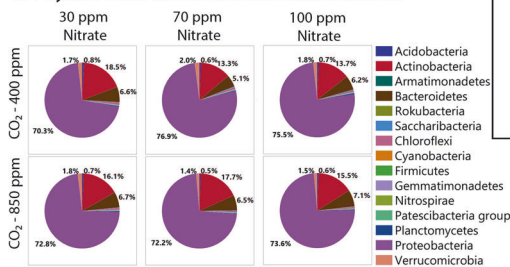 30 ppm
Nitrate
70 ppm
Nitrate
100 ppm
Nitrate
CO2 - 400 ppm
1.7% 0.8%
18.5%
6.6%
70.3%
2.0% 0.6%
13.3%
5.1%
76.9%
1.8% 0.7%
13.7%
6.2%
75.5%
CO2 - 850 ppm
1.8% 0.7%
16.1%
6.7%
72.8%
1.4% 0.5%
17.7%
6.5%
72.2%
1.5% 0.6%
15.5%
7.1%
73.6%
Acidobacteria
Actinobacteria
Armatimonadetes
Bacteroidetes
Rokubacteria
Saccharibacteria
Chloroflexi
Cyanobacteria
Firmicutes
Gemmatimonadetes
Nitrospirae
Patescibacteria group
Planctomycetes
Proteobacteria
Verrucomicrobia